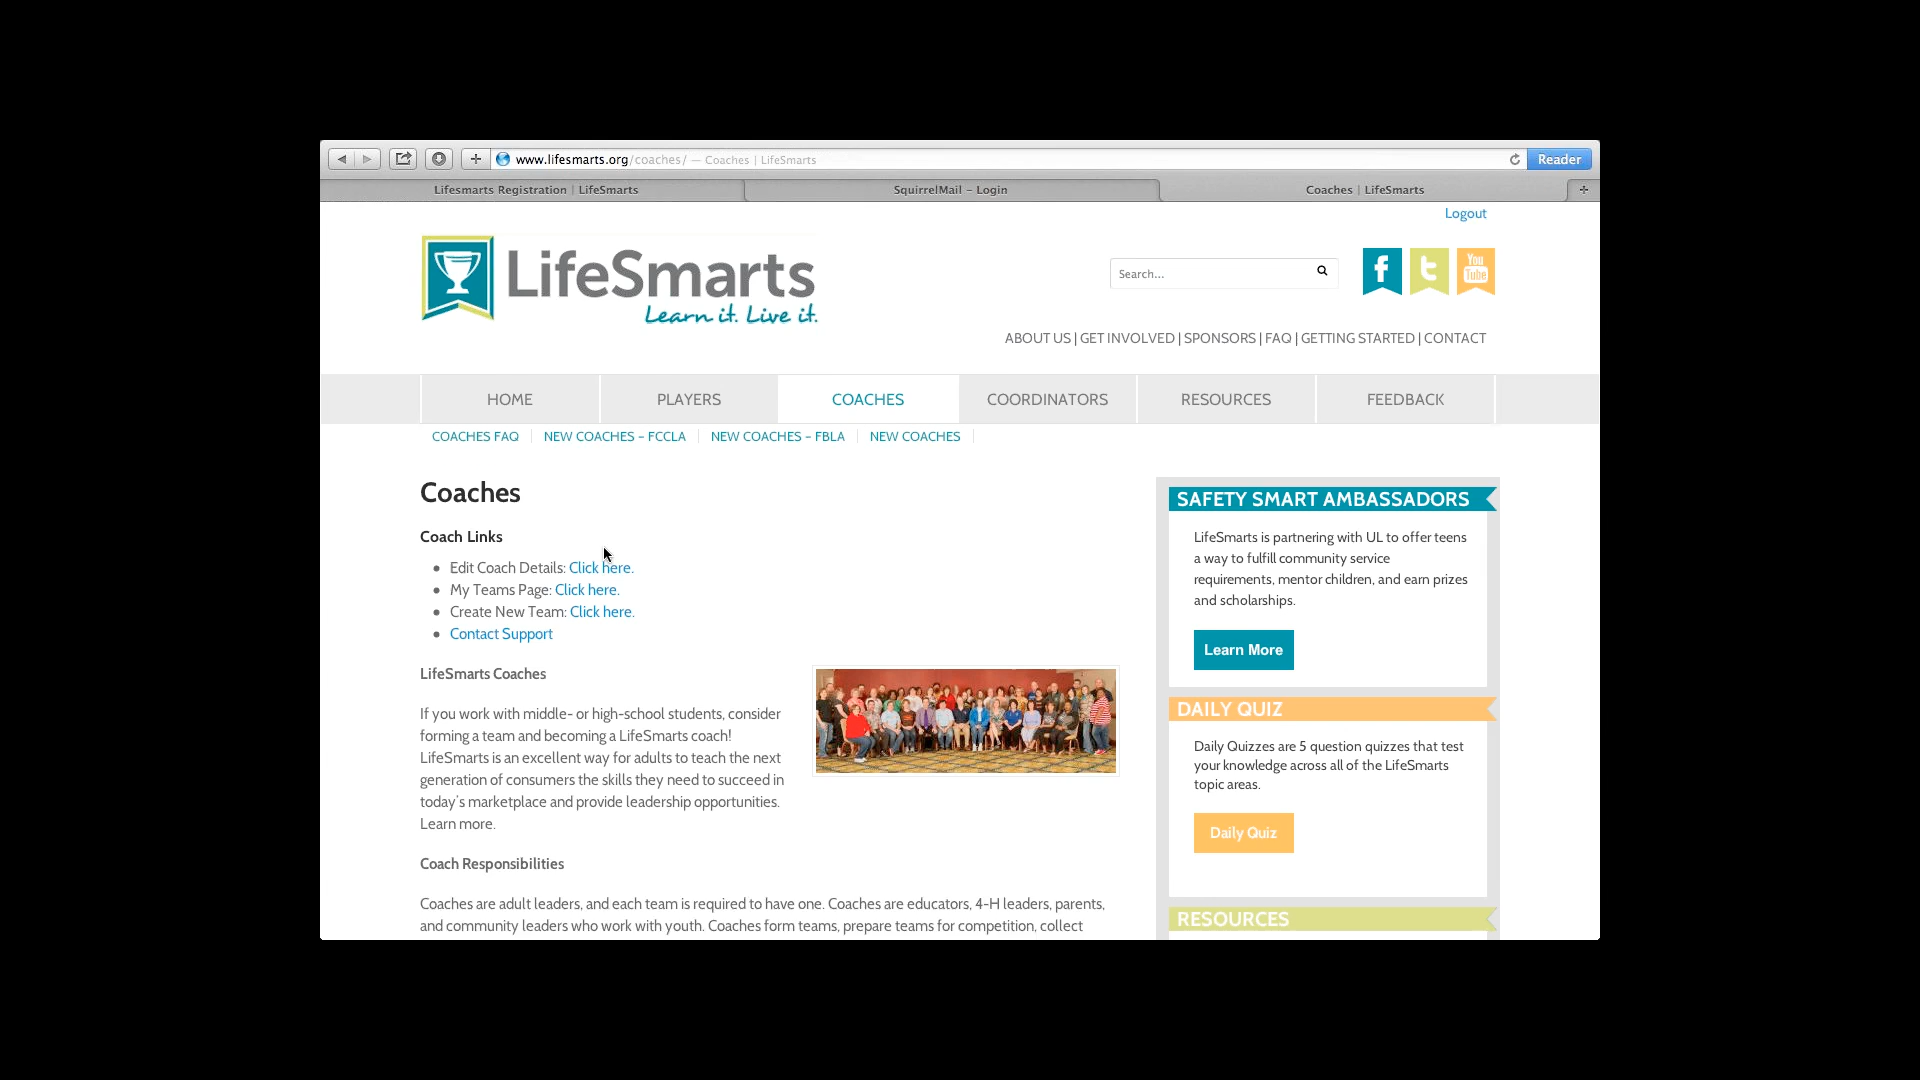 www.lifesmarts.org/coaches/ — Coaches | LifeSmarts
Reader
Lifesmarts Registration | LifeSmarts
SquirrelMail – Login
Coaches | LifeSmarts
Logout
LifeSmarts
Learn it. Live it.
Search...
You Tube
ABOUT US | GET INVOLVED | SPONSORS | FAQ | GETTING STARTED | CONTACT
HOME
PLAYERS
COACHES
COORDINATORS
RESOURCES
FEEDBACK
COACHES FAQ
NEW COACHES – FCCLA
NEW COACHES – FBLA
NEW COACHES
Coaches
Coach Links
Edit Coach Details: Click here.
My Teams Page: Click here.
Create New Team: Click here.
Contact Support
LifeSmarts Coaches
If you work with middle- or high-school students, consider
forming a team and becoming a LifeSmarts coach!
LifeSmarts is an excellent way for adults to teach the next
generation of consumers the skills they need to succeed in
today's marketplace and provide leadership opportunities.
Learn more.
Coach Responsibilities
Coaches are adult leaders, and each team is required to have one. Coaches are educators, 4-H leaders, parents,
and community leaders who work with youth. Coaches form teams, prepare teams for competition, collect
SAFETY SMART AMBASSADORS
LifeSmarts is partnering with UL to offer teens
a way to fulfill community service
requirements, mentor children, and earn prizes
and scholarships.
Learn More
DAILY QUIZ
Daily Quizzes are 5 question quizzes that test
your knowledge across all of the LifeSmarts
topic areas.
Daily Quiz
RESOURCES